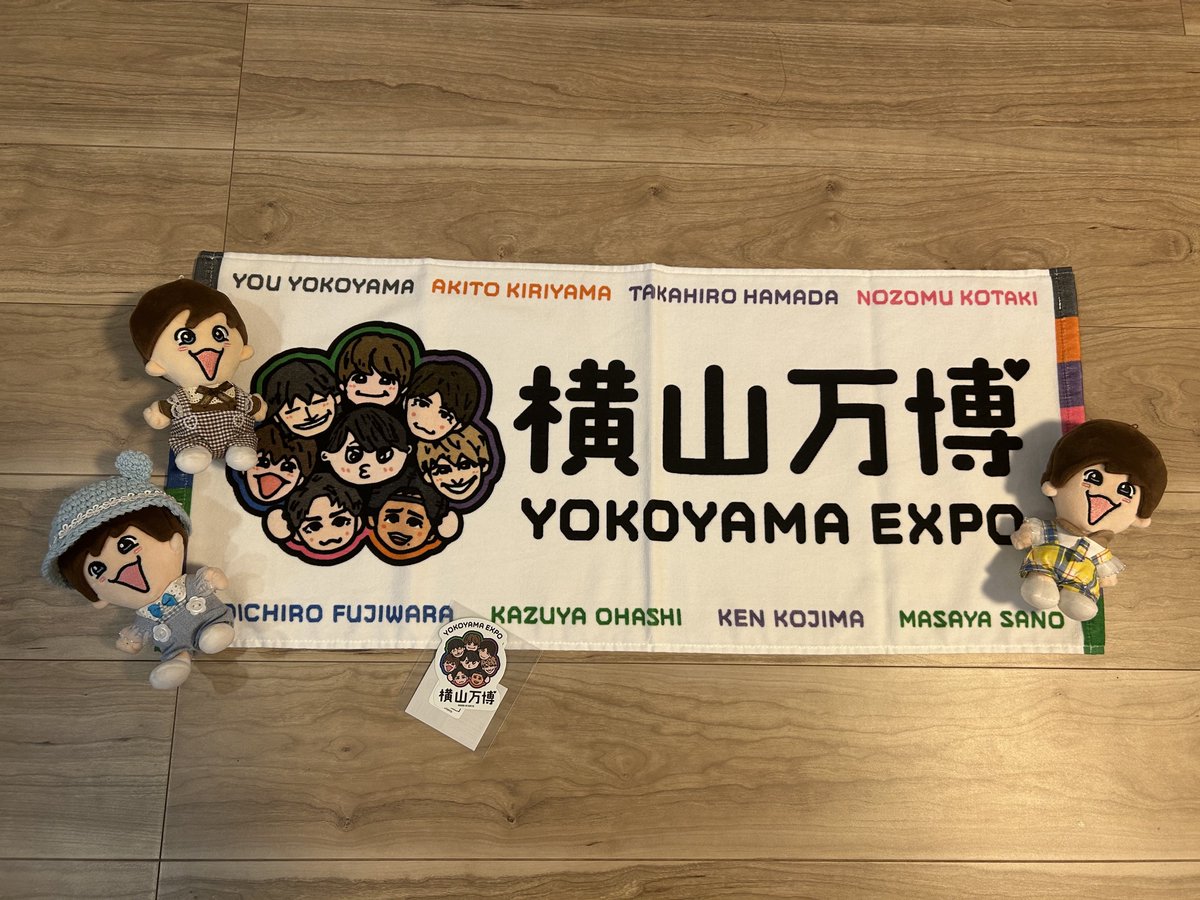 YOU YOKOYAMA AKITO KIRIYAMA TAKAHIRO HAMADA NOZOMU KOTAKI
横山万博
YOKOYAMA EXPO
ICHIRO FUJIWARA KAZUYA OHASHI KEN KOJIMA MASAYA SANO
YOKOYAMA EXPO
横山万博